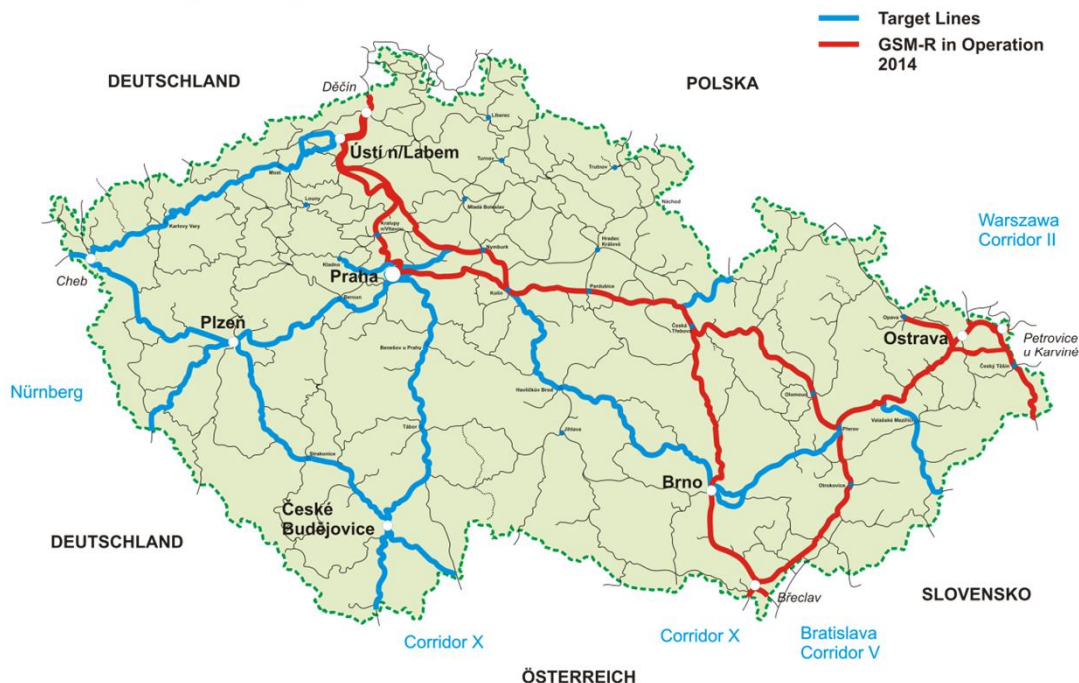 Target Lines
GSM-R in Operation
2014
DEUTSCHLAND
POLSKA
Děčín
Liberec
Ústí n/Labem
Turnov
Trutnov
Most
Louny
Mladá Boleslav
Náchod
Karlovy Vary
Kralupy
n/Vltavou
Hradec
Králové
Warszawa
Corridor II
Nymburk
Kladno
Cheb
Praha
Kolín
Pardubice
Beroun
Opava
Plzeň
Česká
Třebová
Ostrava
Petrovice
u Karviné
Benešov u Prahy
Český Těšín
Nürnberg
Havlíčkův Brod
Olomouc
Valašské Meziříčí
Tábor
Jihlava
Přerov
Strakonice
Brno
Otrokovice
České
Budějovice
DEUTSCHLAND
Břeclav
SLOVENSKO
Corridor X
Corridor X
Bratislava
Corridor V
ÖSTERREICH